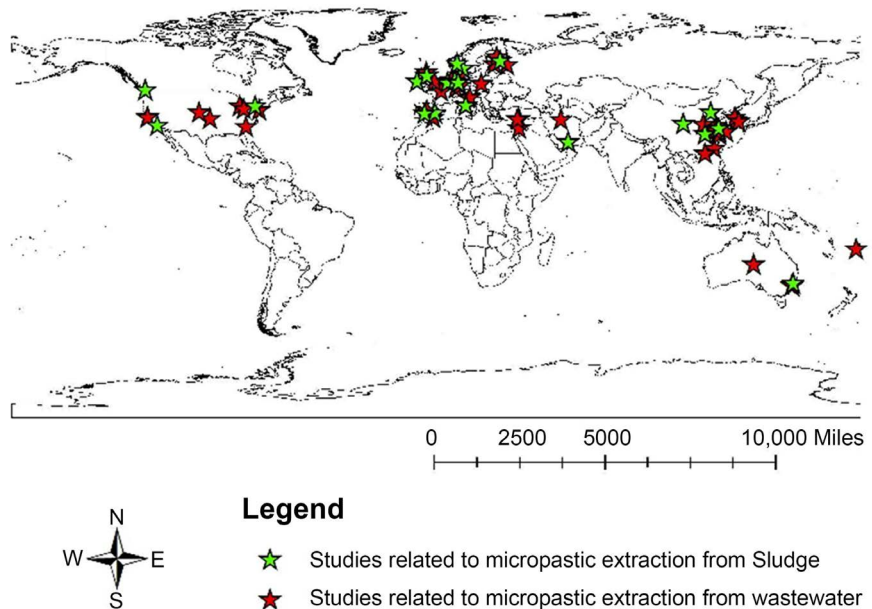 0 2500 5000 10,000 Miles
Legend
N
W E
S
Studies related to micropastic extraction from Sludge
Studies related to micropastic extraction from wastewater